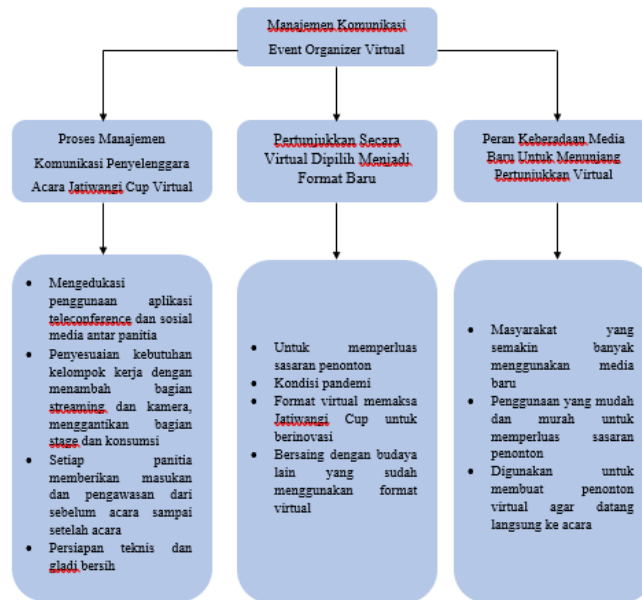 Manajemen Komunikasi
Event Organizer Virtual
Proses Manajemen
Komunikasi Penyelenggara
Acara Jatiwangi Cup Virtual
Pertunjukkan Secara
Virtual Dipilih Menjadi
Format Baru
Peran Keberadaan Media
Baru Untuk Menunjang
Pertunjukkan Virtual
• Mengedukasi
penggunaan aplikasi
teleconference dan sosial
media antar panitia
• Penyesuaian kebutuhan
kelompok kerja dengan
menambah bagian
streaming dan kamera,
menggantikan bagian
stage dan konsumsi
• Setiap panitia
memberikan masukan
dan pengawasan dari
sebelum acara sampai
setelah acara
• Persiapan teknis dan
gladi bersih
• Untuk memperluas
sasaran penonton
• Kondisi pandemi
• Format virtual memaksa
Jatiwangi Cup untuk
berinovasi
• Bersaing dengan budaya
lain yang sudah
menggunakan format
virtual
• Masyarakat yang
semakin banyak
menggunakan media
baru
• Penggunaan yang mudah
dan murah untuk
memperluas sasaran
penonton
• Digunakan untuk
membuat penonton
virtual agar datang
langsung ke acara